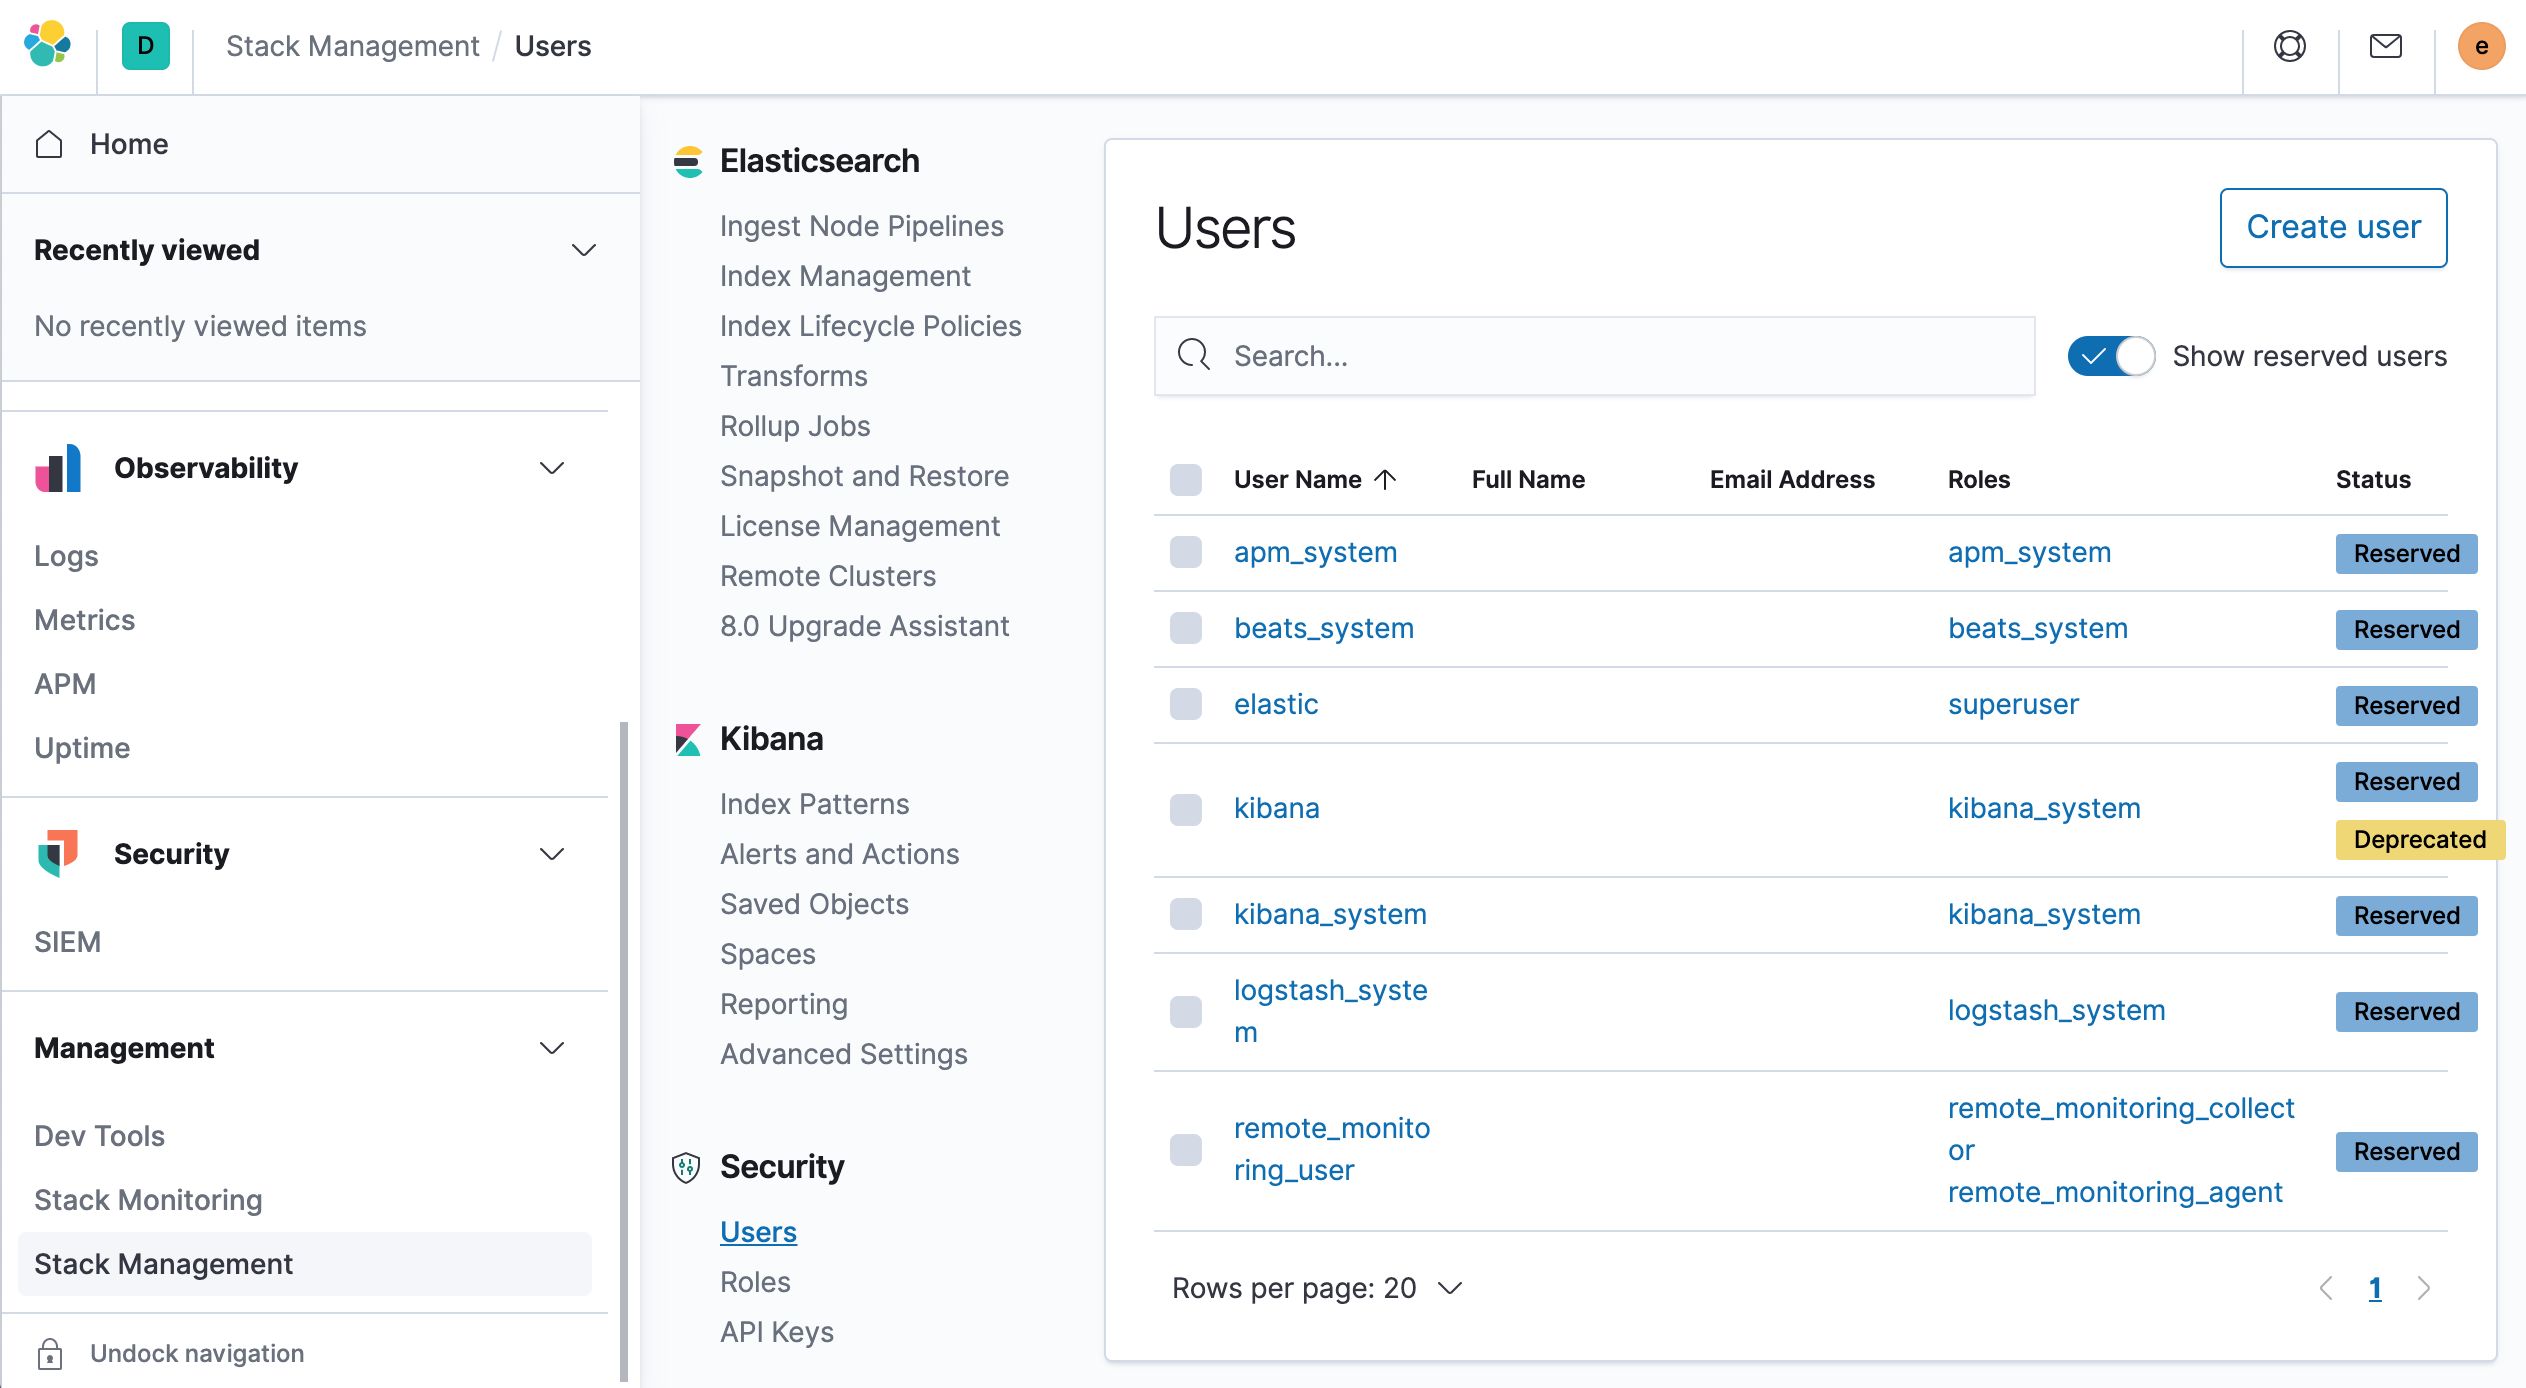 D
Stack Management / Users
e
Home
Recently viewed
No recently viewed items
Observability
Logs
Metrics
APM
Uptime
Security
SIEM
Management
Dev Tools
Stack Monitoring
Stack Management
Undock navigation
Elasticsearch
Ingest Node Pipelines
Index Management
Index Lifecycle Policies
Transforms
Rollup Jobs
Snapshot and Restore
License Management
Remote Clusters
8.0 Upgrade Assistant
Kibana
Index Patterns
Alerts and Actions
Saved Objects
Spaces
Reporting
Advanced Settings
Security
Users
Roles
API Keys
Users
Create user
Search...
Show reserved users
User Name Full Name Email Address Roles Status
apm_system apm_system Reserved
beats_system beats_system Reserved
elastic superuser Reserved
kibana kibana_system Reserved
Deprecated
kibana_system kibana_system Reserved
logstash_syste
m
logstash_system Reserved
remote_monito
ring_user
remote_monitoring_collect
or
remote_monitoring_agent
Reserved
Rows per page: 20
1